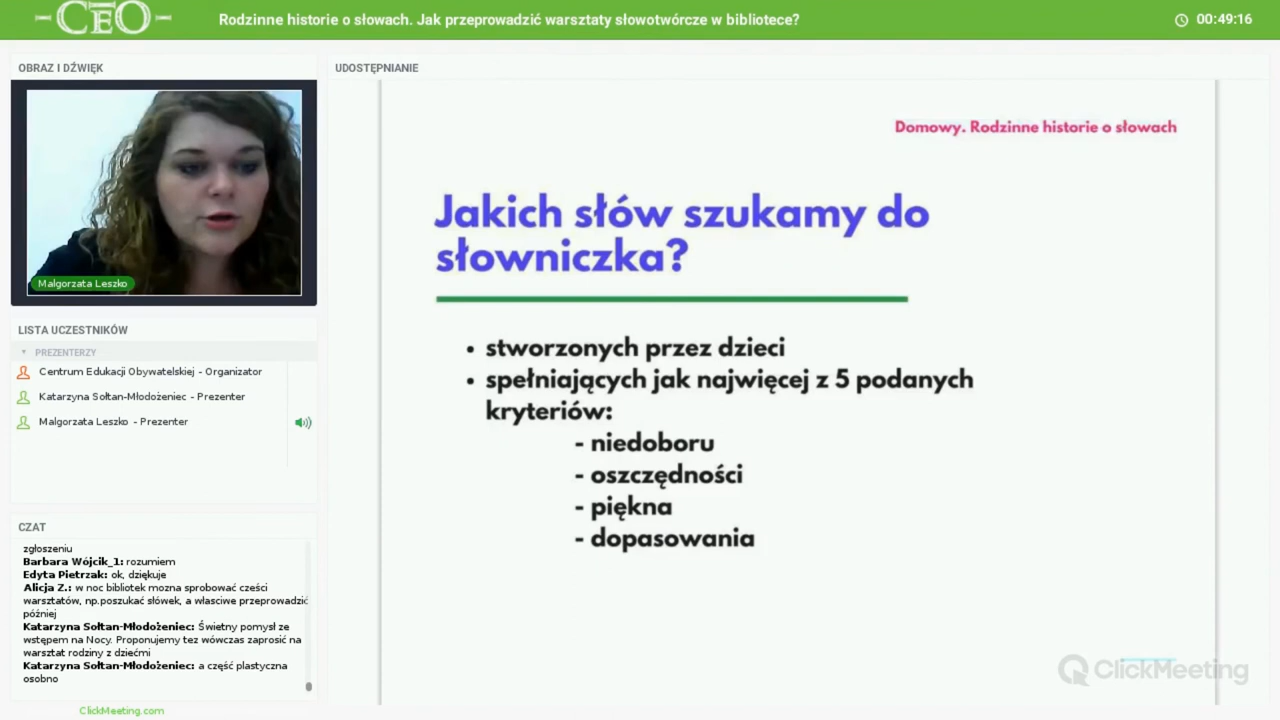 CEO
Rodzinne historie o słowach. Jak przeprowadzić warsztaty słowotwórcze w bibliotece?
00:49:16
OBRAZ I DŹWIĘK
Malgorzata Leszko
LISTA UCZESTNIKÓW
PREZENTERZY
Centrum Edukacji Obywatelskiej - Organizator
Katarzyna Sołtan-Młodożeniec - Prezenter
Malgorzata Leszko - Prezenter
CZAT
zgłoszeniu
Barbara Wójcik_1: rozumiem
Edyta Pietrzak: ok, dziękuje
Alicja Z.: w noc bibliotek mozna sprobować cześci
warsztatów, np.poszukać słówek, a własciwe przeprowadzić
później
Katarzyna Sołtan-Młodożeniec: Świetny pomysł ze
wstępem na Nocy. Proponujemy tez wówczas zaprosić na
warsztat rodziny z dziećmi
Katarzyna Sołtan-Młodożeniec: a część plastyczna
osobno
ClickMeeting.com
UDOSTĘPNIANIE
Domowy. Rodzinne historie o słowach
Jakich słów szukamy do
słowniczka?
• stworzonych przez dzieci
• spełniających jak najwięcej z 5 podanych
kryteriów:
- niedoboru
- oszczędności
- piękna
- dopasowania
ClickMeeting